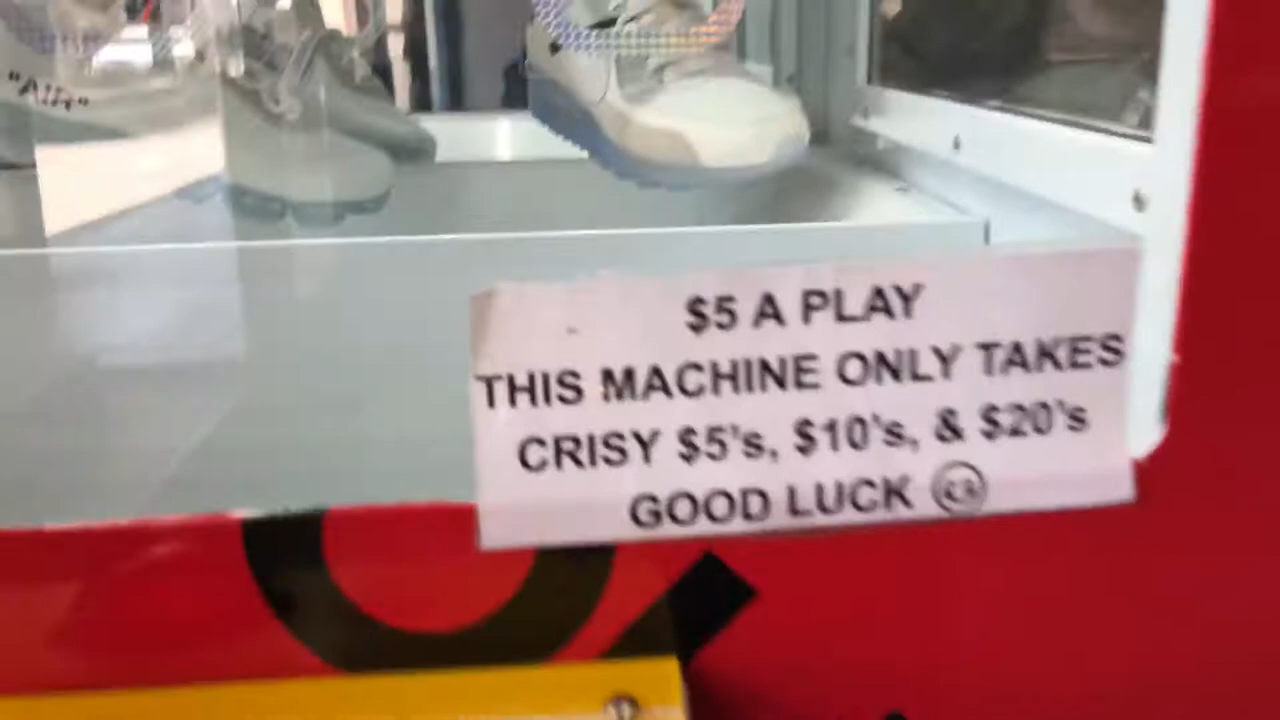 "AIR"
$5 A PLAY
THIS MACHINE ONLY TAKES
CRISY $5's, $10's, & $20's
GOOD LUCK